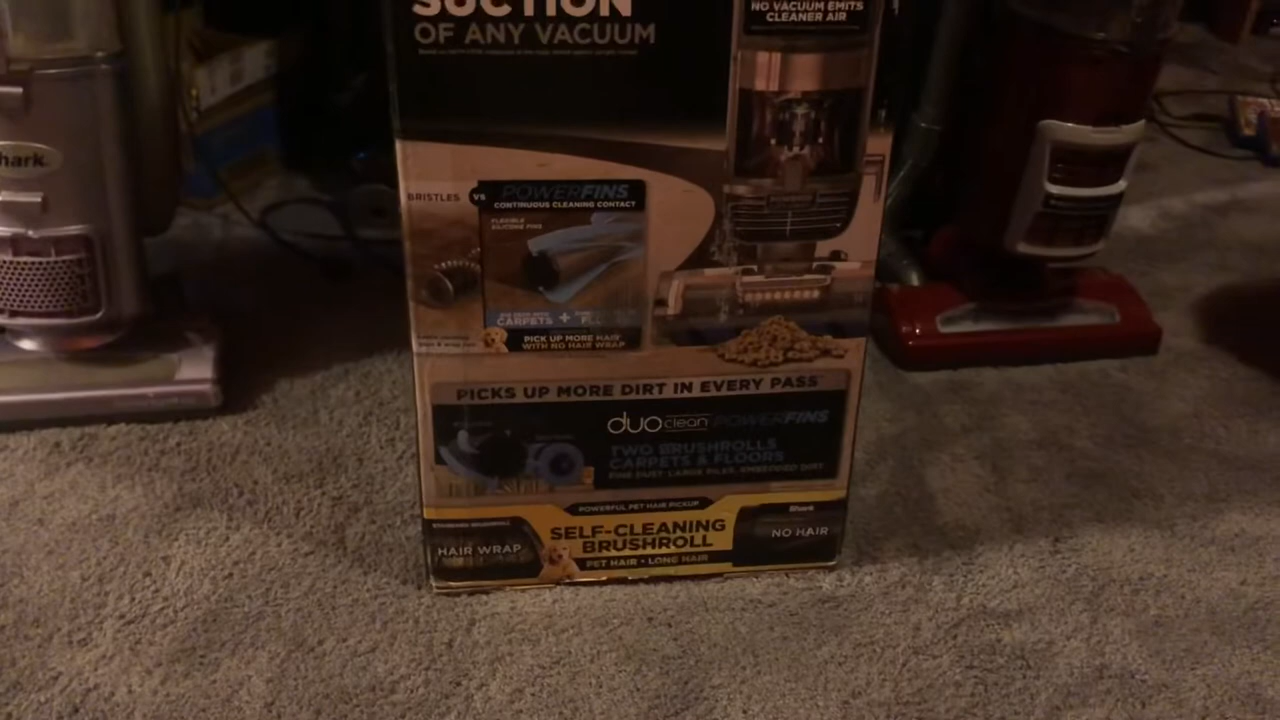 SUCTION
OF ANY VACUUM
NO VACUUM EMITS
CLEANER AIR
Shark
BRISTLES
VS
POWERFINS
CONTINUOUS CLEANING CONTACT
FLEXIBLE
SILICONE FINS
CARPETS +
PICK UP MORE HAIR
WITH NO HAIR WRAP
PICKS UP MORE DIRT IN EVERY PASS
duoclean POWERFINS
TWO BRUSHROLLS
CARPETS & FLOORS
FINE DUST, LARGE PILES, EMBEDDED DIRT
POWERFUL PET HAIR PICKUP
STANDARD BRUSHROLL
HAIR WRAP
SELF-CLEANING
BRUSHROLL
PET HAIR • LONG HAIR
Shark
NO HAIR